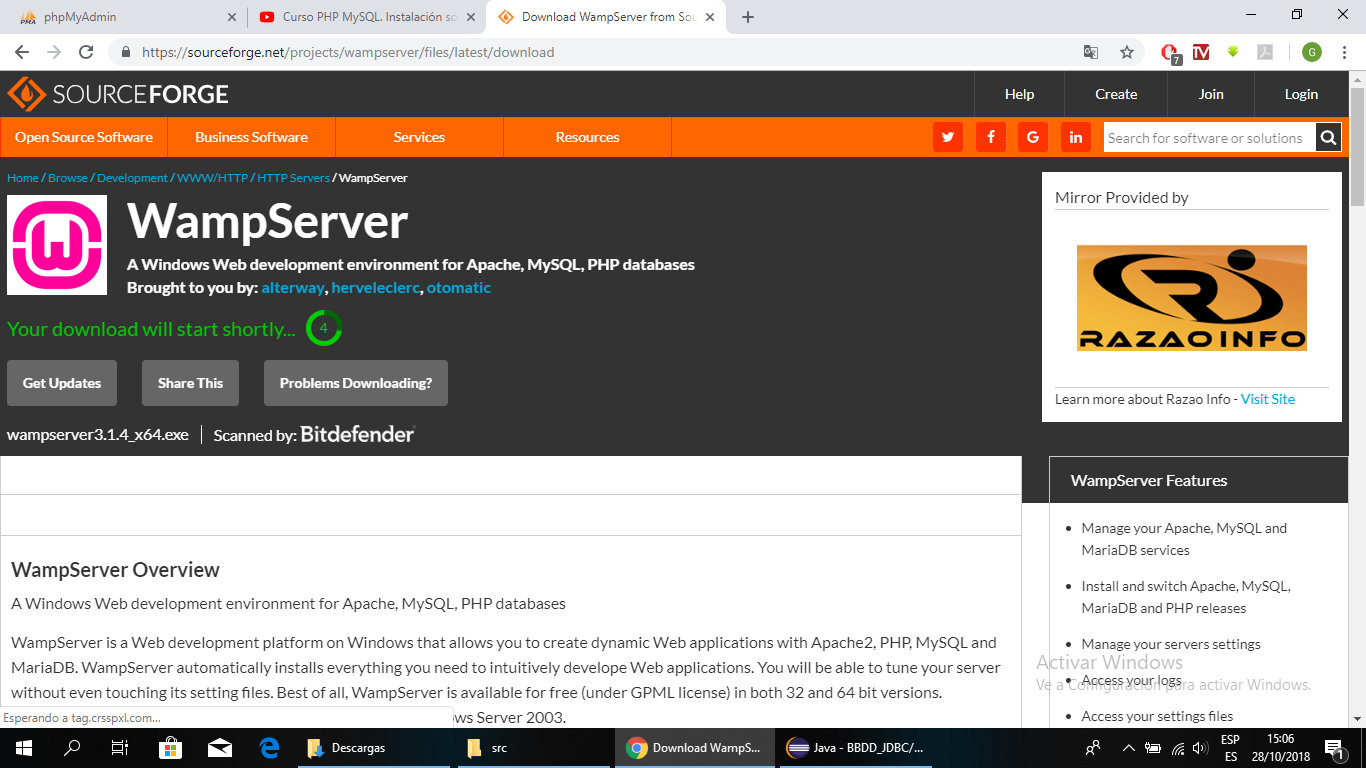 phpMyAdmin
Curso PHP MySQL. Instalación so
Download WampServer from Sou
https://sourceforge.net/projects/wampserver/files/latest/download
7
TV
G
SOURCEFORGE
Help
Create
Join
Login
Open Source Software
Business Software
Services
Resources
Search for software or solutions
Home / Browse / Development / WWW/HTTP / HTTP Servers / WampServer
WampServer
A Windows Web development environment for Apache, MySQL, PHP databases
Brought to you by: alterway, herveleclerc, otomatic
Your download will start shortly... 4
Get Updates
Share This
Problems Downloading?
wampserver3.1.4_x64.exe
Scanned by: Bitdefender
Mirror Provided by
RAZAOINFO
Learn more about Razao Info - Visit Site
WampServer Overview
A Windows Web development environment for Apache, MySQL, PHP databases
WampServer is a Web development platform on Windows that allows you to create dynamic Web applications with Apache2, PHP, MySQL and
MariaDB. WampServer automatically installs everything you need to intuitively develope Web applications. You will be able to tune your server
without even touching its setting files. Best of all, WampServer is available for free (under GPML license) in both 32 and 64 bit versions.
ws Server 2003.
WampServer Features
Manage your Apache, MySQL and
MariaDB services
Install and switch Apache, MySQL,
MariaDB and PHP releases
Manage your servers settings
Access your logs
Access your settings files
Activar Windows
Ve a Configuración para activar Windows.
Esperando a tag.crsspxl.com...
Descargas
src
Download WampS...
Java - BBDD_JDBC/...
ESP
ES
15:06
28/10/2018
1